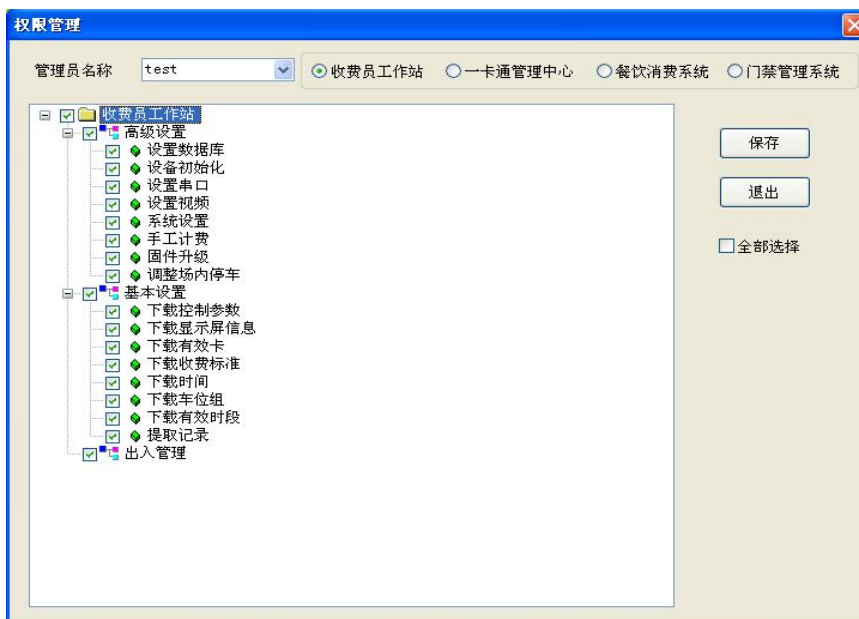 权限管理
管理员名称 test 收费员工作站 一卡通管理中心 餐饮消费系统 门禁管理系统
收费员工作站
高级设置
设置数据库
设备初始化
设置串口
设置视频
系统设置
手工计费
固件升级
调整场内停车
基本设置
下载控制参数
下载显示屏信息
下载有效卡
下载收费标准
下载时间
下载车位组
下载有效时段
提取记录
出入管理
保存
退出
全部选择